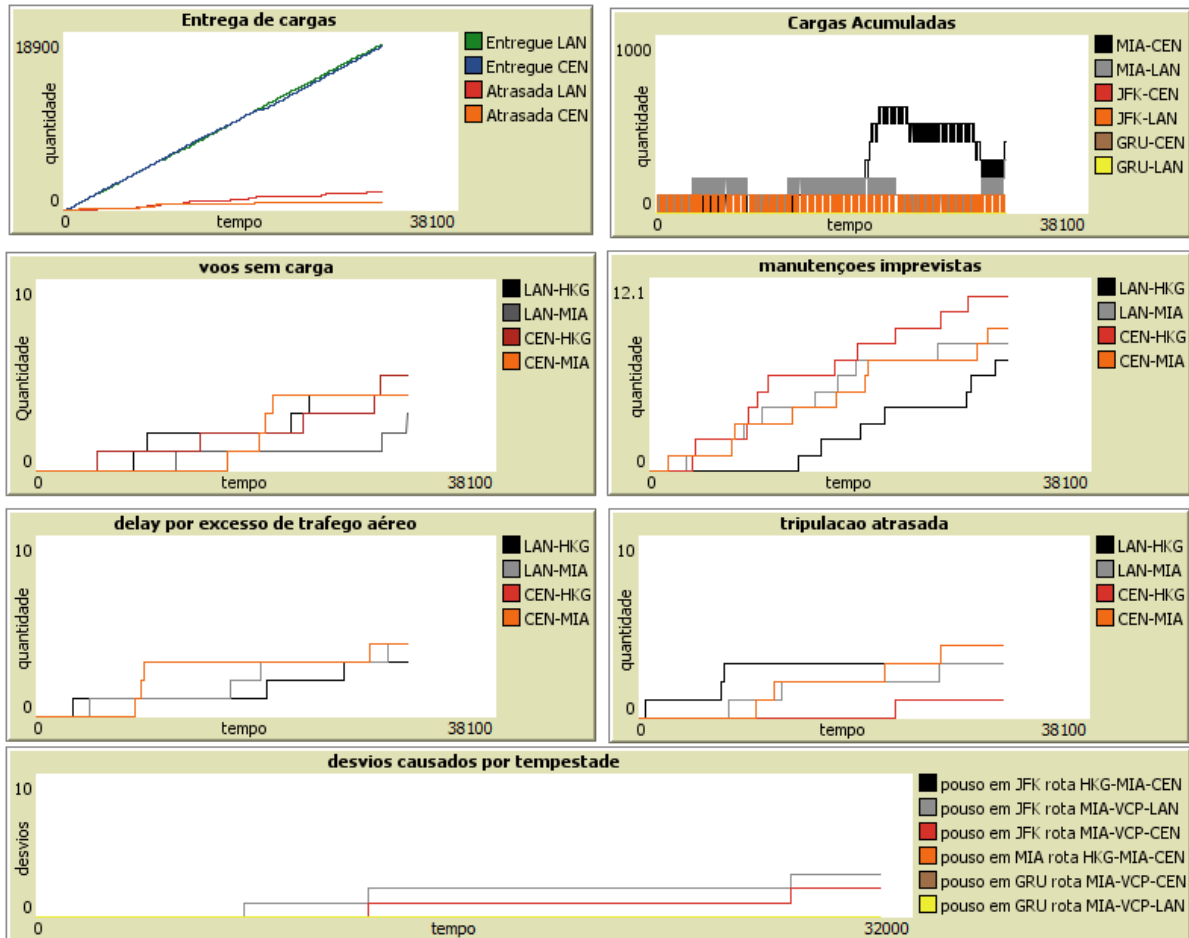 Entrega de cargas
18900
quantidade
0
0
tempo
38100
Entregue LAN
Entregue CEN
Atrasada LAN
Atrasada CEN
Cargas Acumuladas
1000
quantidade
0
0
tempo
38100
MIA-CEN
MIA-LAN
JFK-CEN
JFK-LAN
GRU-CEN
GRU-LAN
voos sem carga
10
Quantidade
0
0
tempo
38100
LAN-HKG
LAN-MIA
CEN-HKG
CEN-MIA
manutençoes imprevistas
12.1
quantidade
0
0
tempo
38100
LAN-HKG
LAN-MIA
CEN-HKG
CEN-MIA
delay por excesso de trafego aéreo
10
quantidade
0
0
tempo
38100
LAN-HKG
LAN-MIA
CEN-HKG
CEN-MIA
tripulacao atrasada
10
quantidade
0
0
tempo
38100
LAN-HKG
LAN-MIA
CEN-HKG
CEN-MIA
desvios causados por tempestade
10
desvios
0
0
tempo
32000
pouso em JFK rota HKG-MIA-CEN
pouso em JFK rota MIA-VCP-LAN
pouso em JFK rota MIA-VCP-CEN
pouso em MIA rota HKG-MIA-CEN
pouso em GRU rota MIA-VCP-CEN
pouso em GRU rota MIA-VCP-LAN